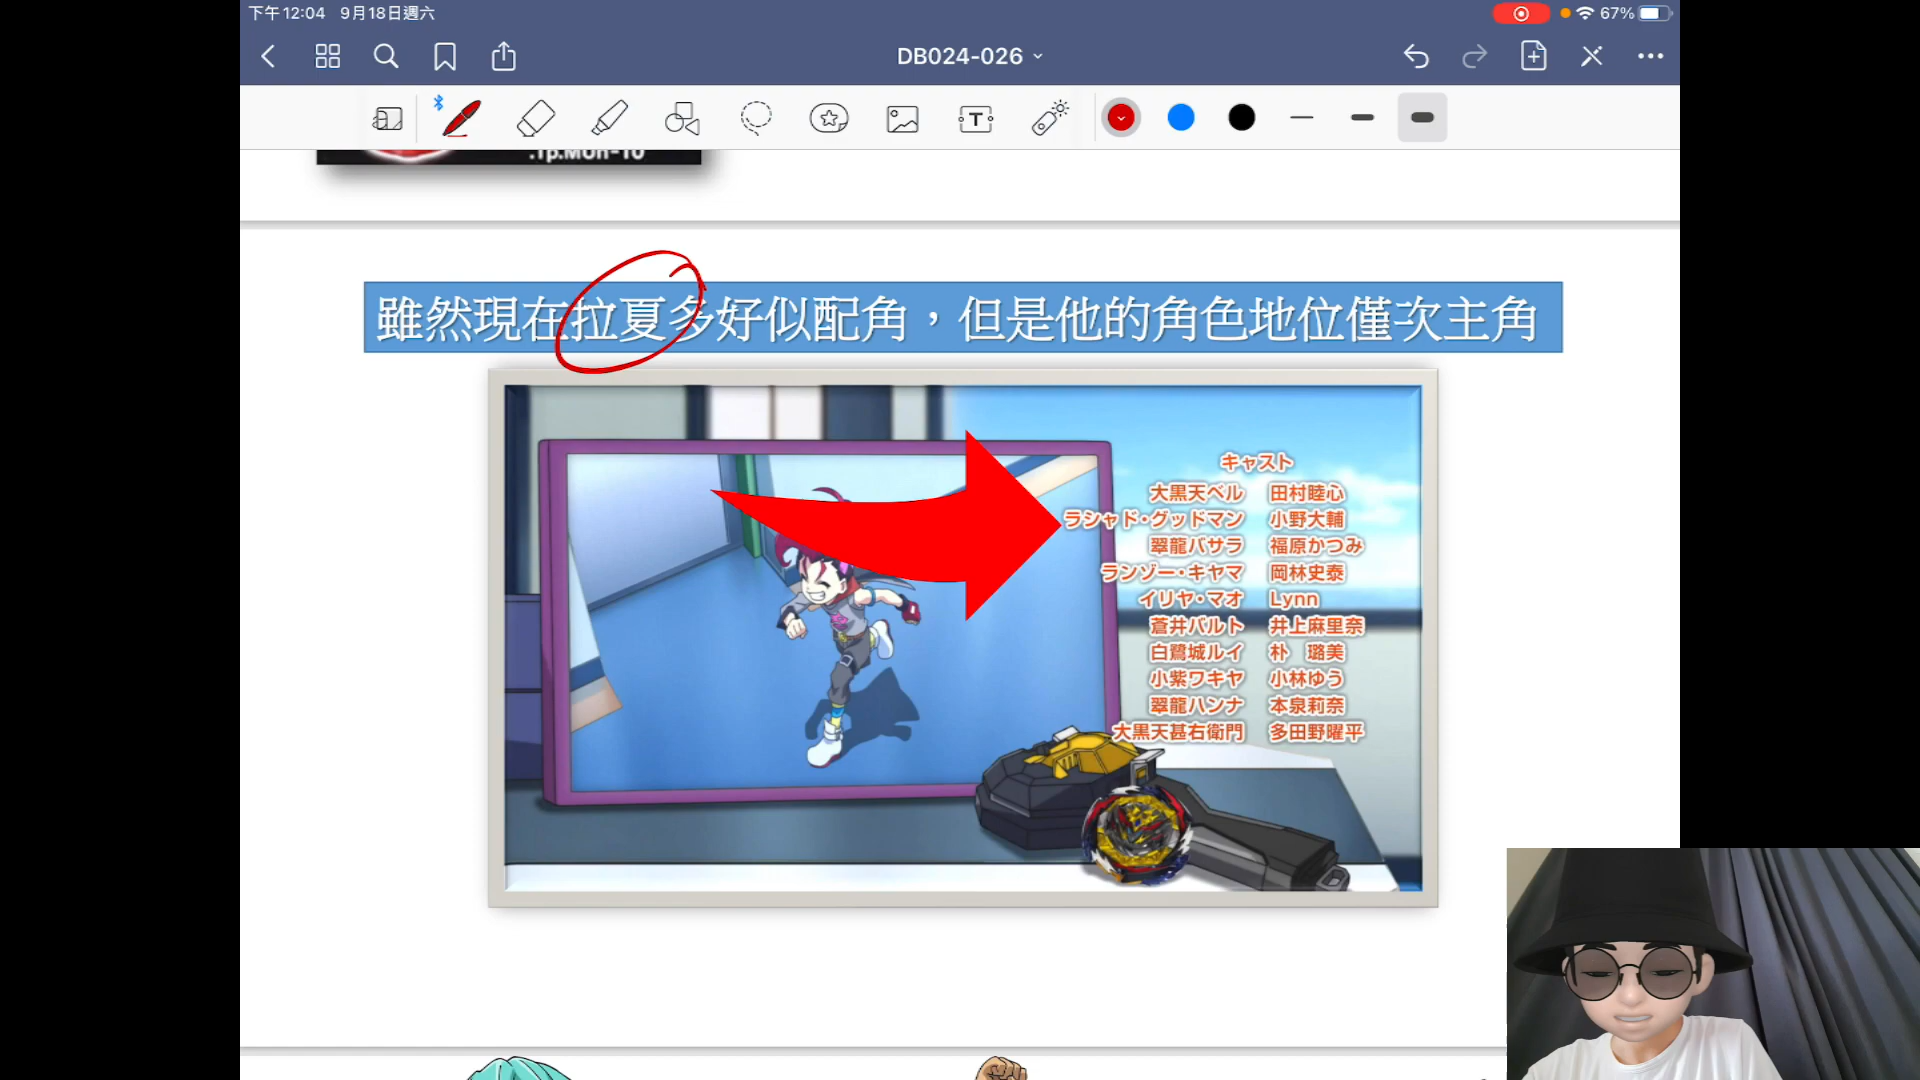 下午12:04 9月18日週六
67%
DB024-026
T
.Tp.Mon-10
雖然現在拉夏多好似配角，但是他的角色地位僅次主角
キャスト
大黒天ベル 田村睦心
ラシャド・グッドマン 小野大輔
翠龍バサラ 福原かつみ
ランゾー・キヤマ 岡林史泰
イリヤ・マオ Lynn
蒼井バルト 井上麻里奈
白鷺城ルイ 朴 璐美
小紫ワキヤ 小林ゆう
翠龍ハンナ 本泉莉奈
大黒天甚右衛門 多田野曜平